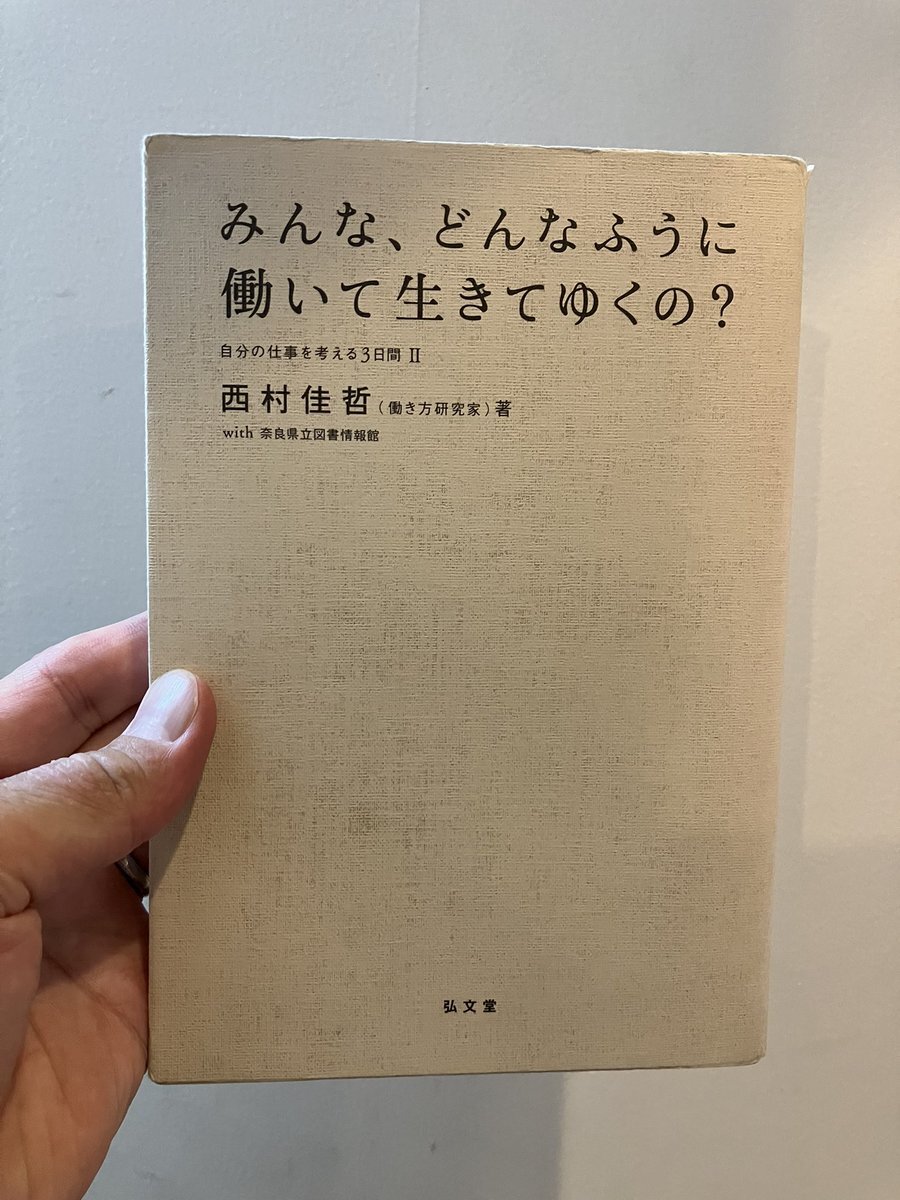 みんな、どんなふうに
働いて生きてゆくの?
自分の仕事を考える3日間 II
西村佳哲(働き方研究家)著
with 奈良県立図書情報館
弘文堂